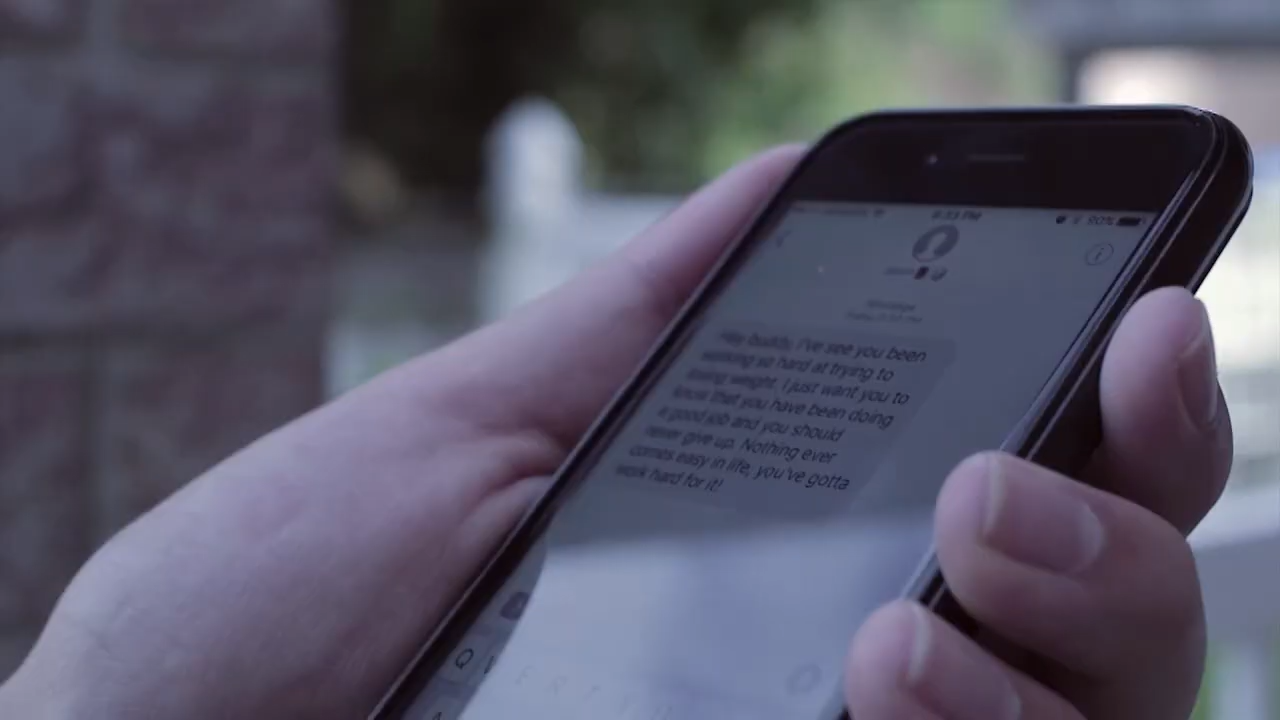 90%
Hey buddy, I've see you been
working so hard at trying to
losing weight. I just want you to
know that you have been doing
a good job and you should
never give up. Nothing ever
comes easy in life, you've gotta
work hard for it!
Q
E R T